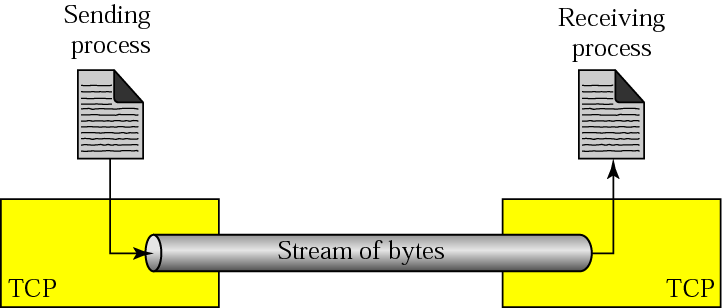 Sending
process
Receiving
process
Stream of bytes
TCP
TCP